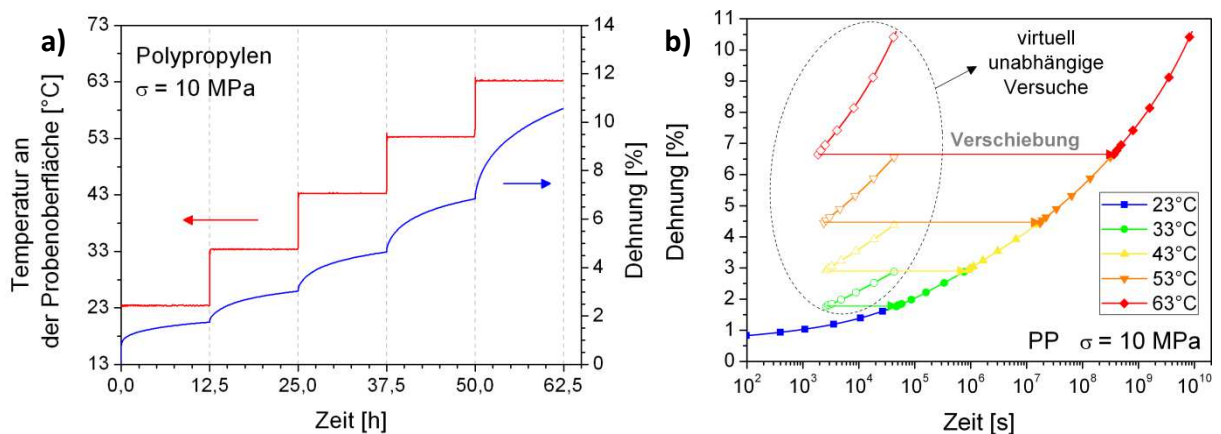 a)
Polypropylen
σ = 10 MPa
Temperatur an
der Probenoberfläche [°C]
73
63
53
43
33
23
13
0,0
12,5
25,0
37,5
50,0
62,5
Zeit [h]
14
12
10
8
6
4
2
0
Dehnung [%]
b)
virtuell
unabhängige
Versuche
Verschiebung
Dehnung [%]
11
10
9
8
7
6
5
4
3
2
1
0
23°C
33°C
43°C
53°C
63°C
PP σ = 10 MPa
10² 10³ 10⁴ 10⁵ 10⁶ 10⁷ 10⁸ 10⁹ 10¹⁰
Zeit [s]